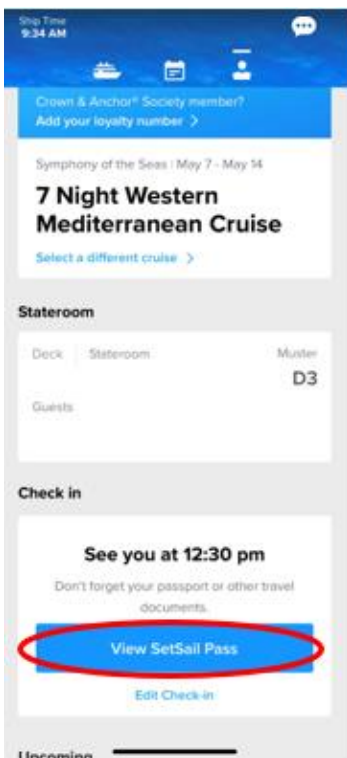 Ship Time
9:34 AM
Crown & Anchor® Society member?
Add your loyalty number >
Symphony of the Seas | May 7 - May 14
7 Night Western
Mediterranean Cruise
Select a different cruise >
Stateroom
Deck Stateroom Muster
D3
Guests
Check in
See you at 12:30 pm
Don't forget your passport or other travel
documents.
View SetSail Pass
Edit Check-in
Upcoming